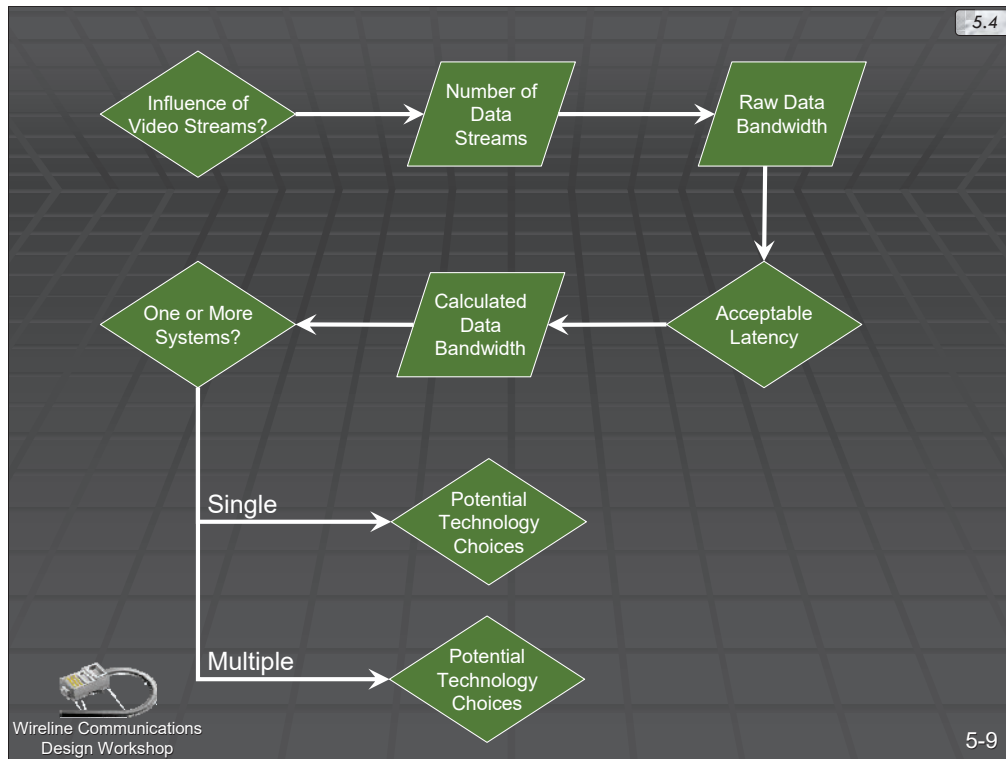 5.4
Influence of
Video Streams?
Number of
Data
Streams
Raw Data
Bandwidth
One or More
Systems?
Calculated
Data
Bandwidth
Acceptable
Latency
Single
Potential
Technology
Choices
Multiple
Potential
Technology
Choices
Wireline Communications
Design Workshop
5-9